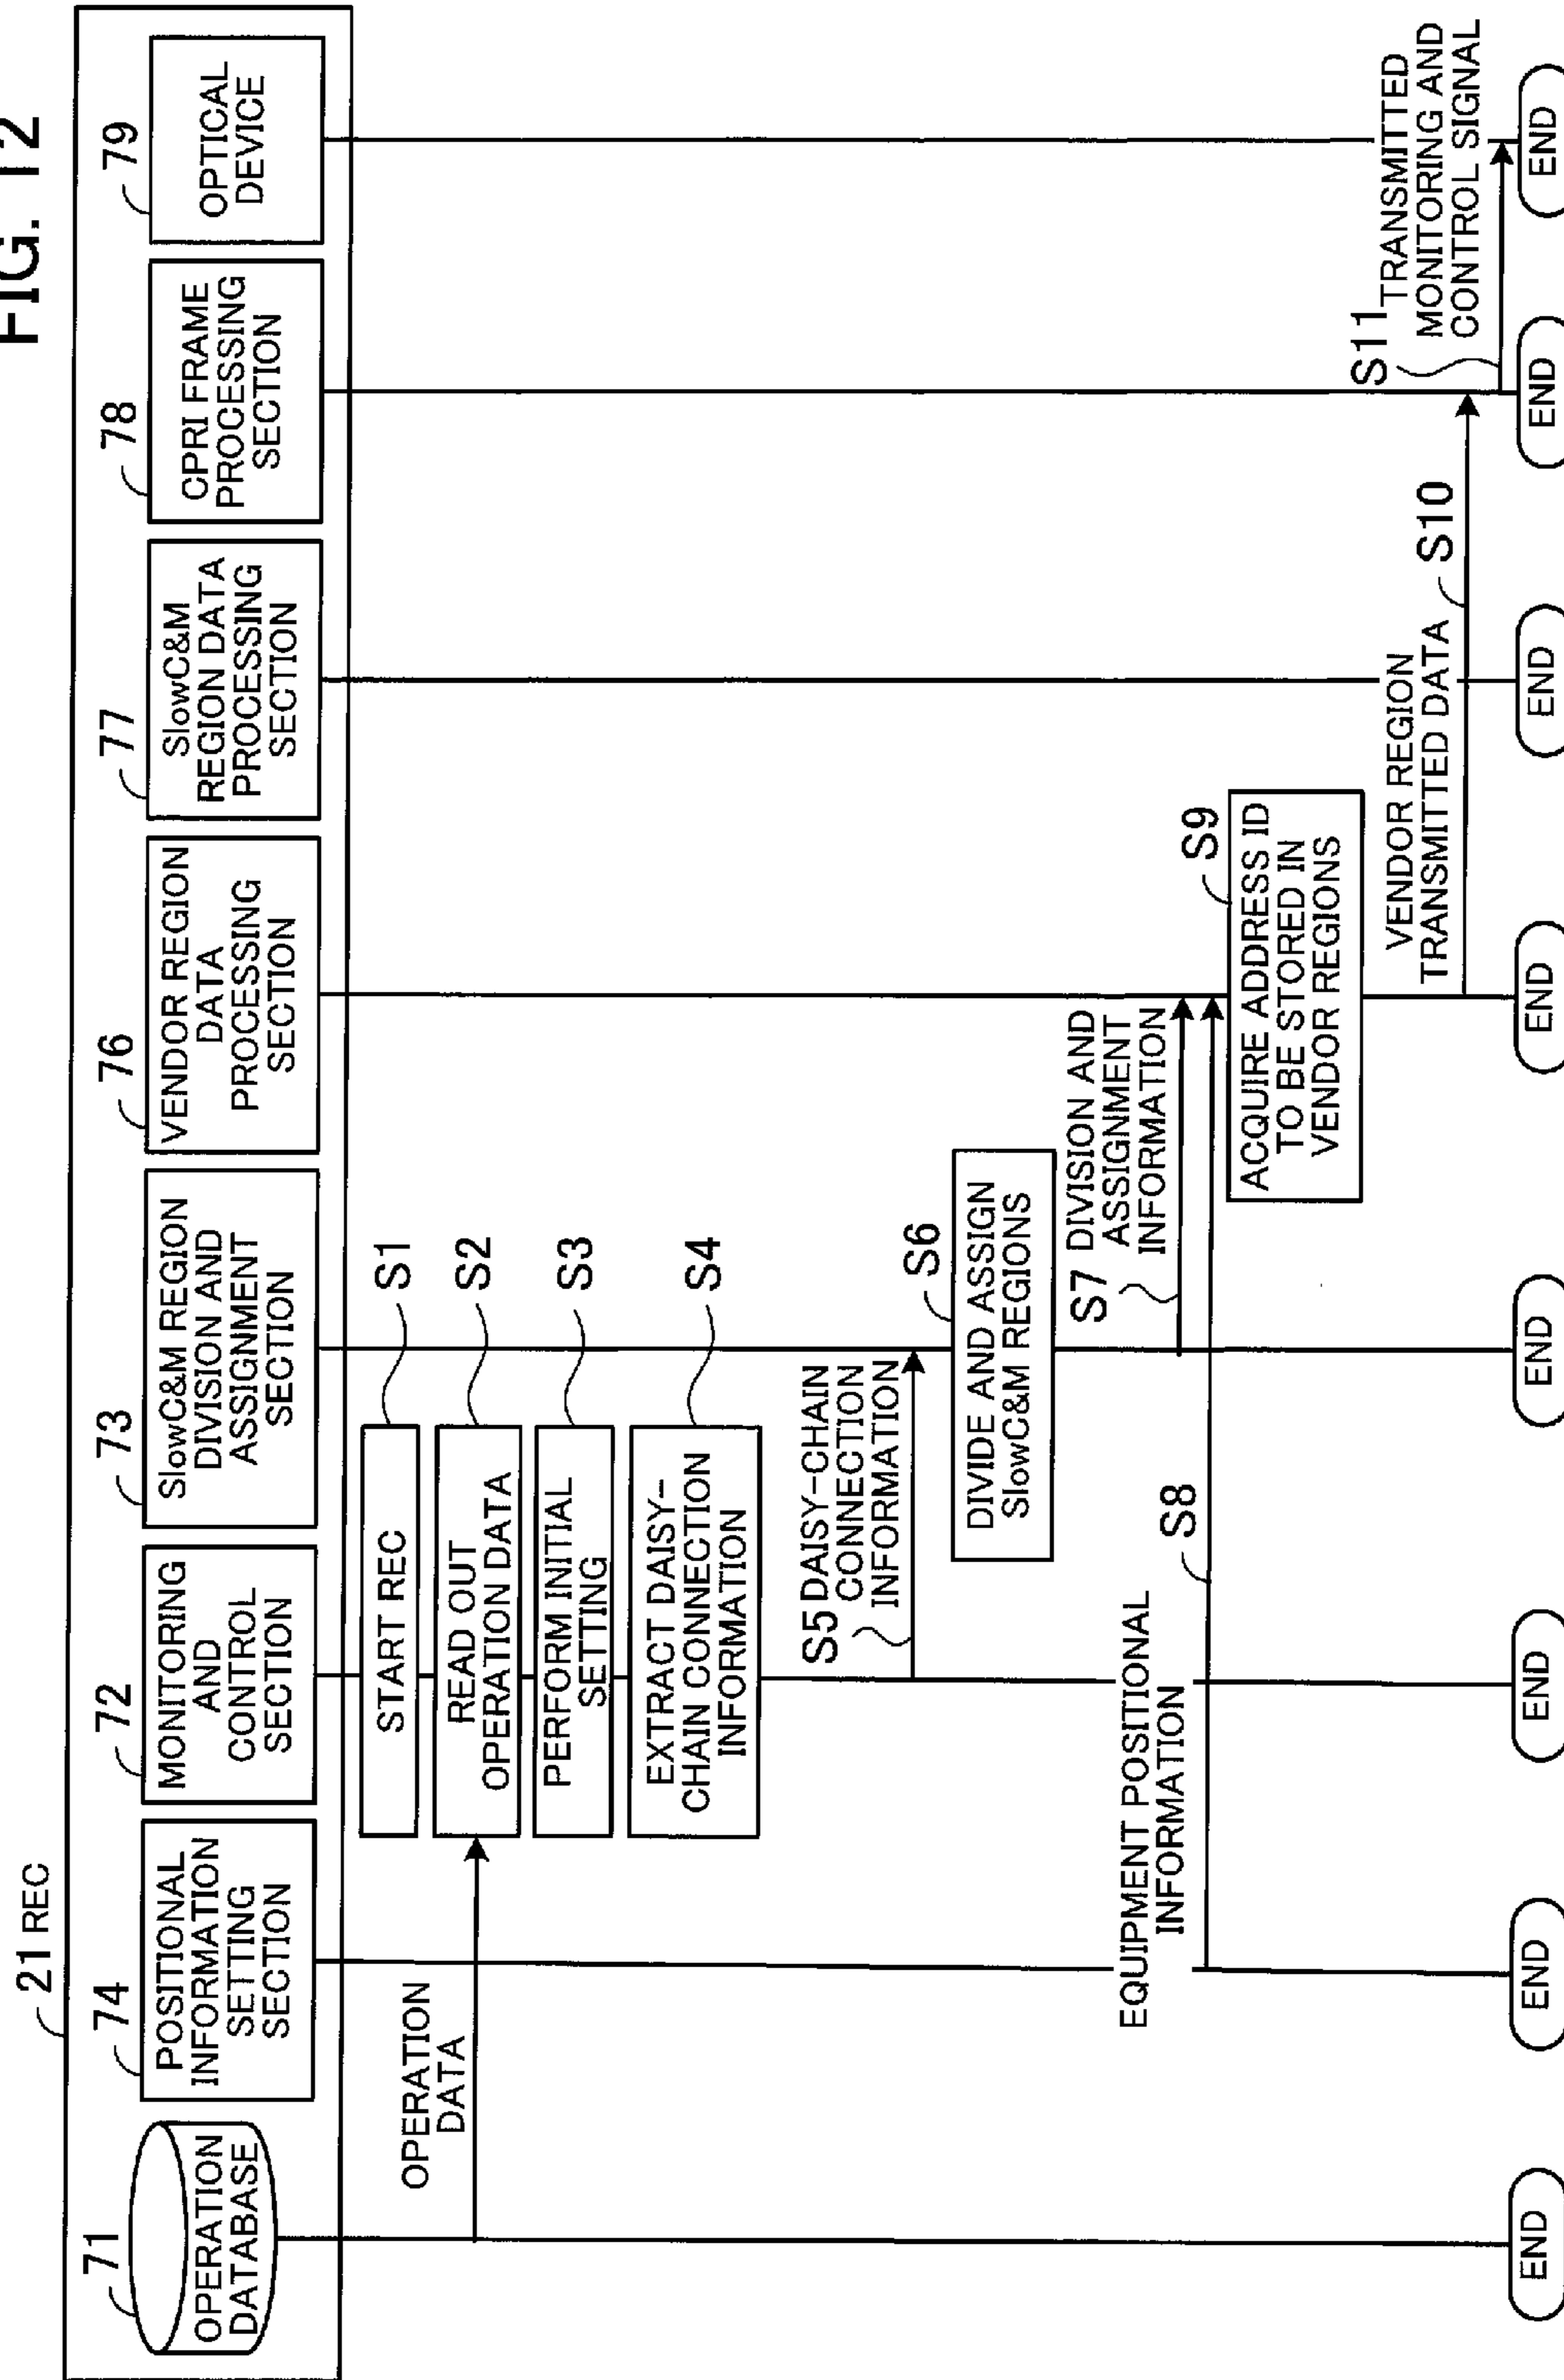 FIG. 12
21 REC
71
OPERATION
DATABASE
74
POSITIONAL
INFORMATION
SETTING
SECTION
72
MONITORING
AND
CONTROL
SECTION
73
SlowC&M REGION
DIVISION AND
ASSIGNMENT
SECTION
76
VENDOR REGION
DATA
PROCESSING
SECTION
77
SlowC&M
REGION DATA
PROCESSING
SECTION
78
CPRI FRAME
PROCESSING
SECTION
79
OPTICAL
DEVICE
START REC
S1
OPERATION
DATA
READ OUT
OPERATION DATA
S2
PERFORM INITIAL
SETTING
S3
EXTRACT DAISY-
CHAIN CONNECTION
INFORMATION
S4
S5 DAISY-CHAIN
CONNECTION
INFORMATION
S6
DIVIDE AND ASSIGN
SlowC&M REGIONS
S7 DIVISION AND
ASSIGNMENT
INFORMATION
EQUIPMENT POSITIONAL
INFORMATION
S8
S9
ACQUIRE ADDRESS ID
TO BE STORED IN
VENDOR REGIONS
VENDOR REGION
TRANSMITTED DATA
S10
S11 TRANSMITTED
MONITORING AND
CONTROL SIGNAL
END
END
END
END
END
END
END
END